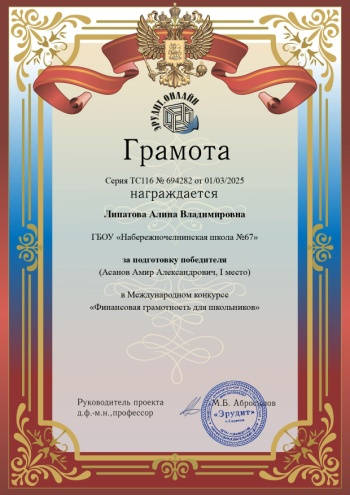 ЭРУДИТ.ОНЛАЙН
Грамота
Серия ТС116 № 694282 от 01/03/2025
награждается
Липатова Алина Владимировна
ГБОУ «Набережночелнинская школа №67»
за подготовку победителя
(Асанов Амир Александрович, I место)
в Международном конкурсе
«Финансовая грамотность для школьников»
Руководитель проекта
д.ф.-м.н.,профессор
М.Б. Абросимов
«Эрудит»
г.Саратов